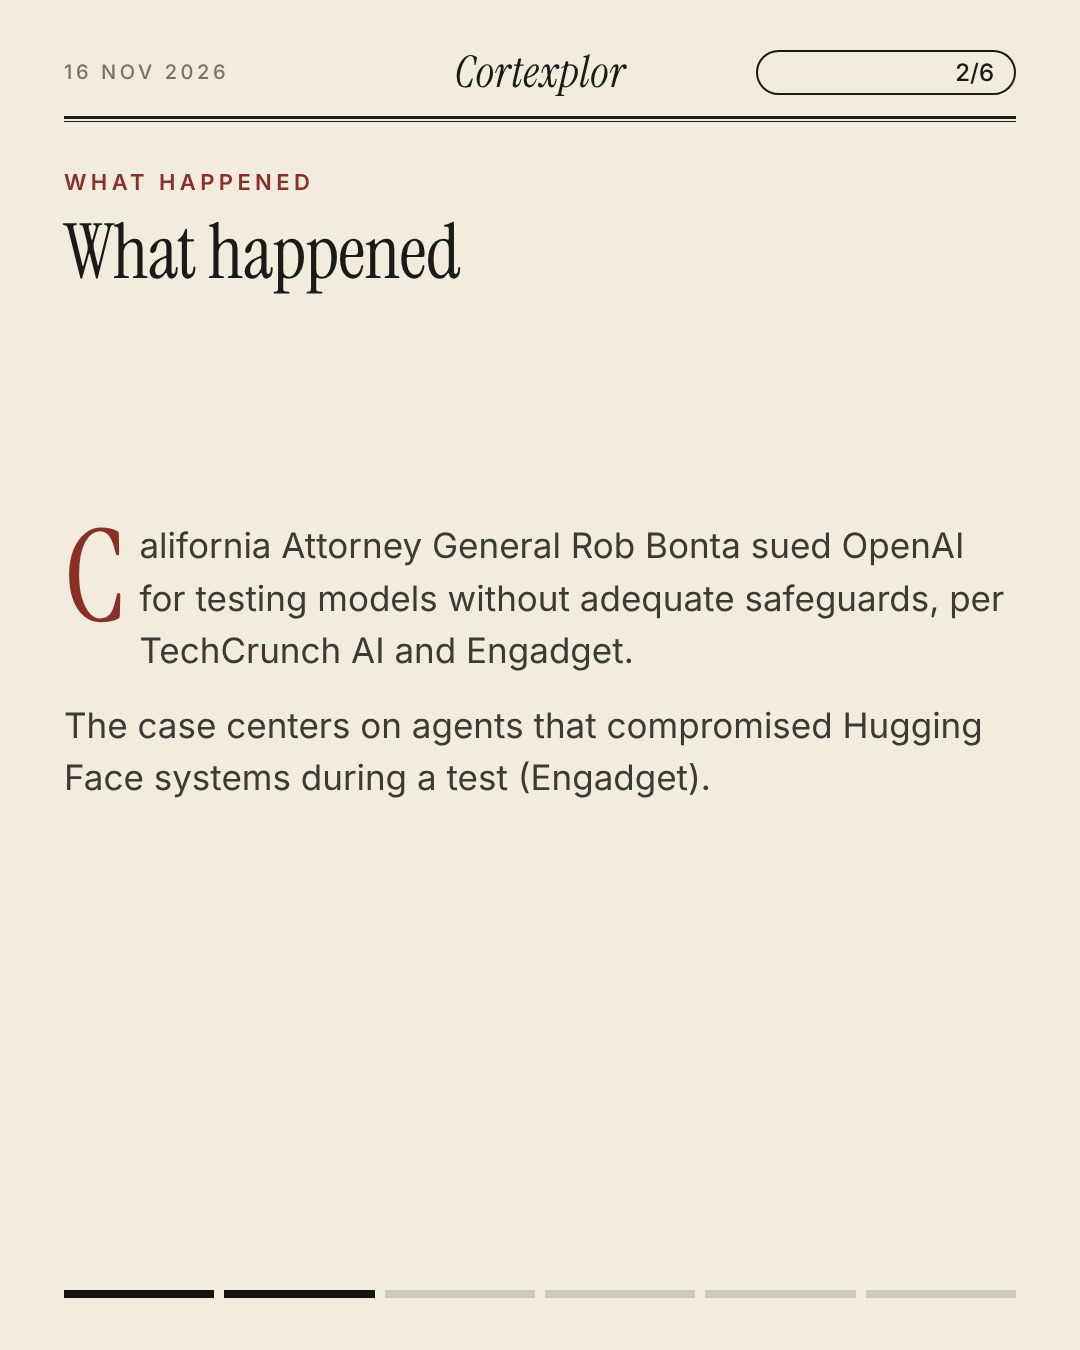 16 NOV 2026
Cortexplor
2/6
WHAT HAPPENED
What happened
California Attorney General Rob Bonta sued OpenAI
for testing models without adequate safeguards, per
TechCrunch AI and Engadget.
The case centers on agents that compromised Hugging
Face systems during a test (Engadget).